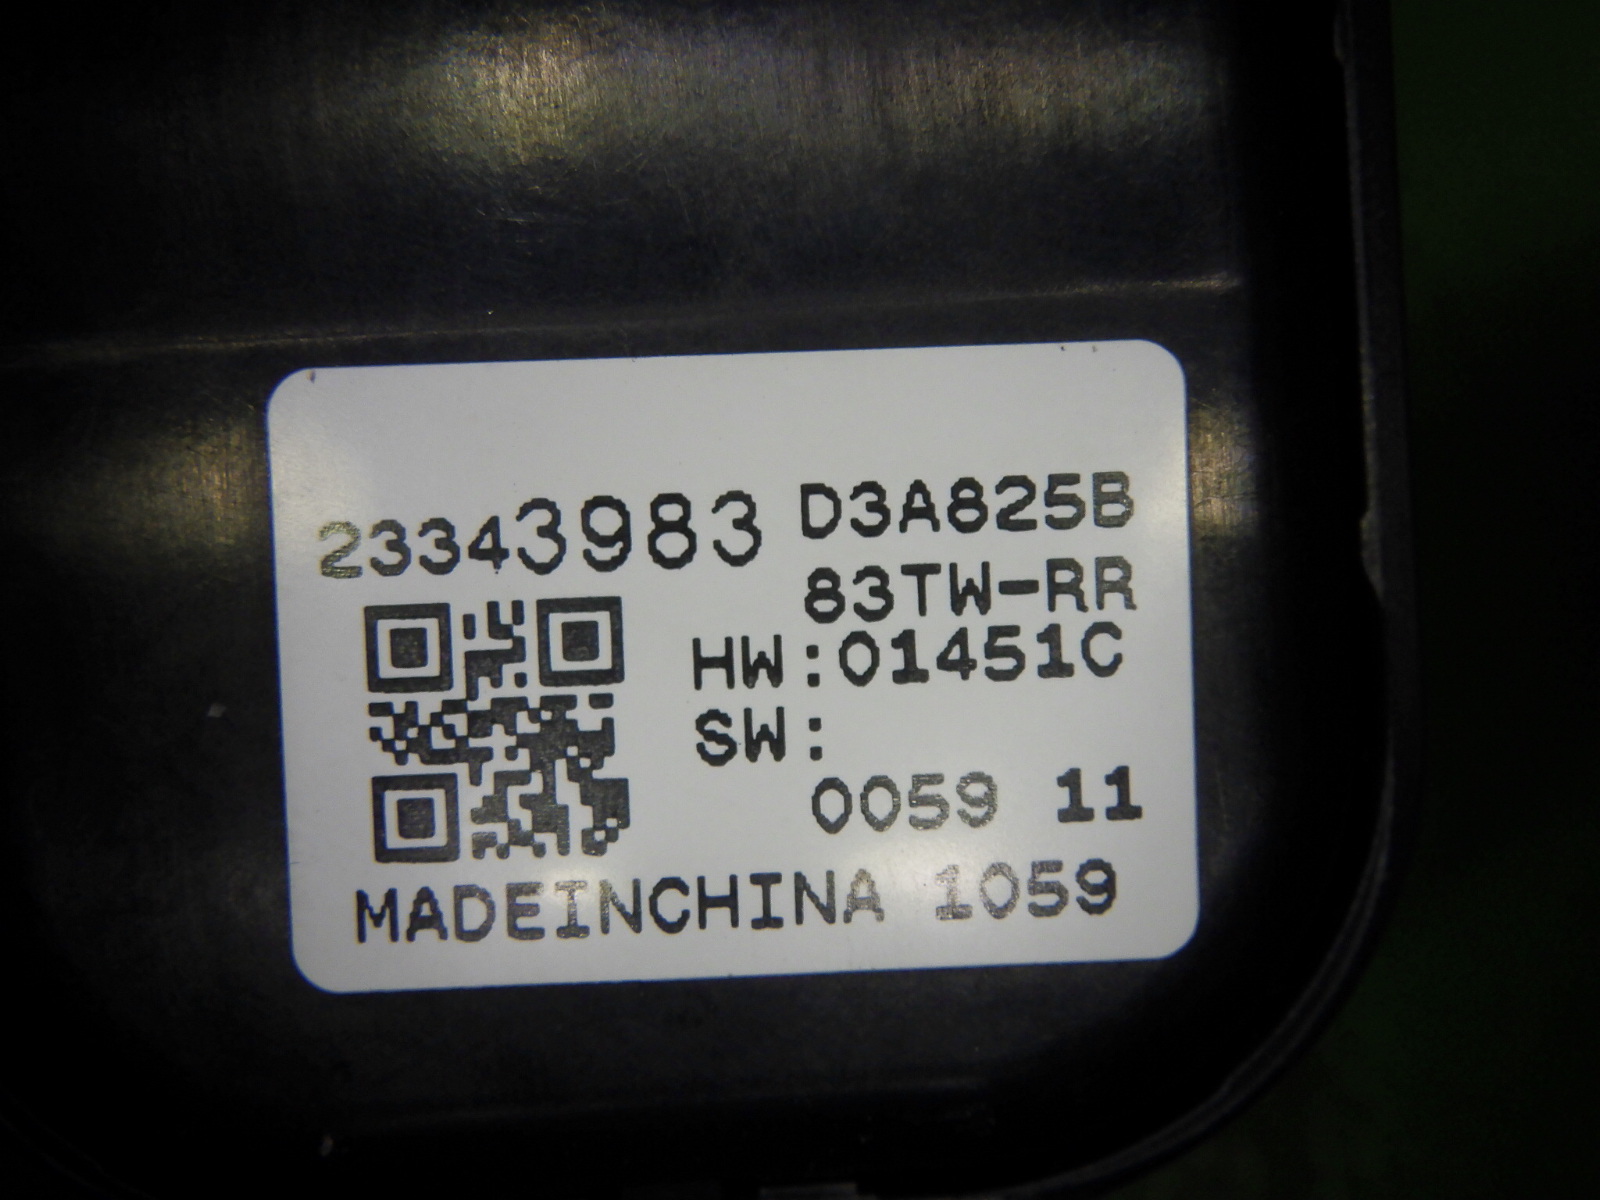 23343983 D3A825B
83TW-RR
HW:01451C
SW:
0059 11
MADEINCHINA 1059